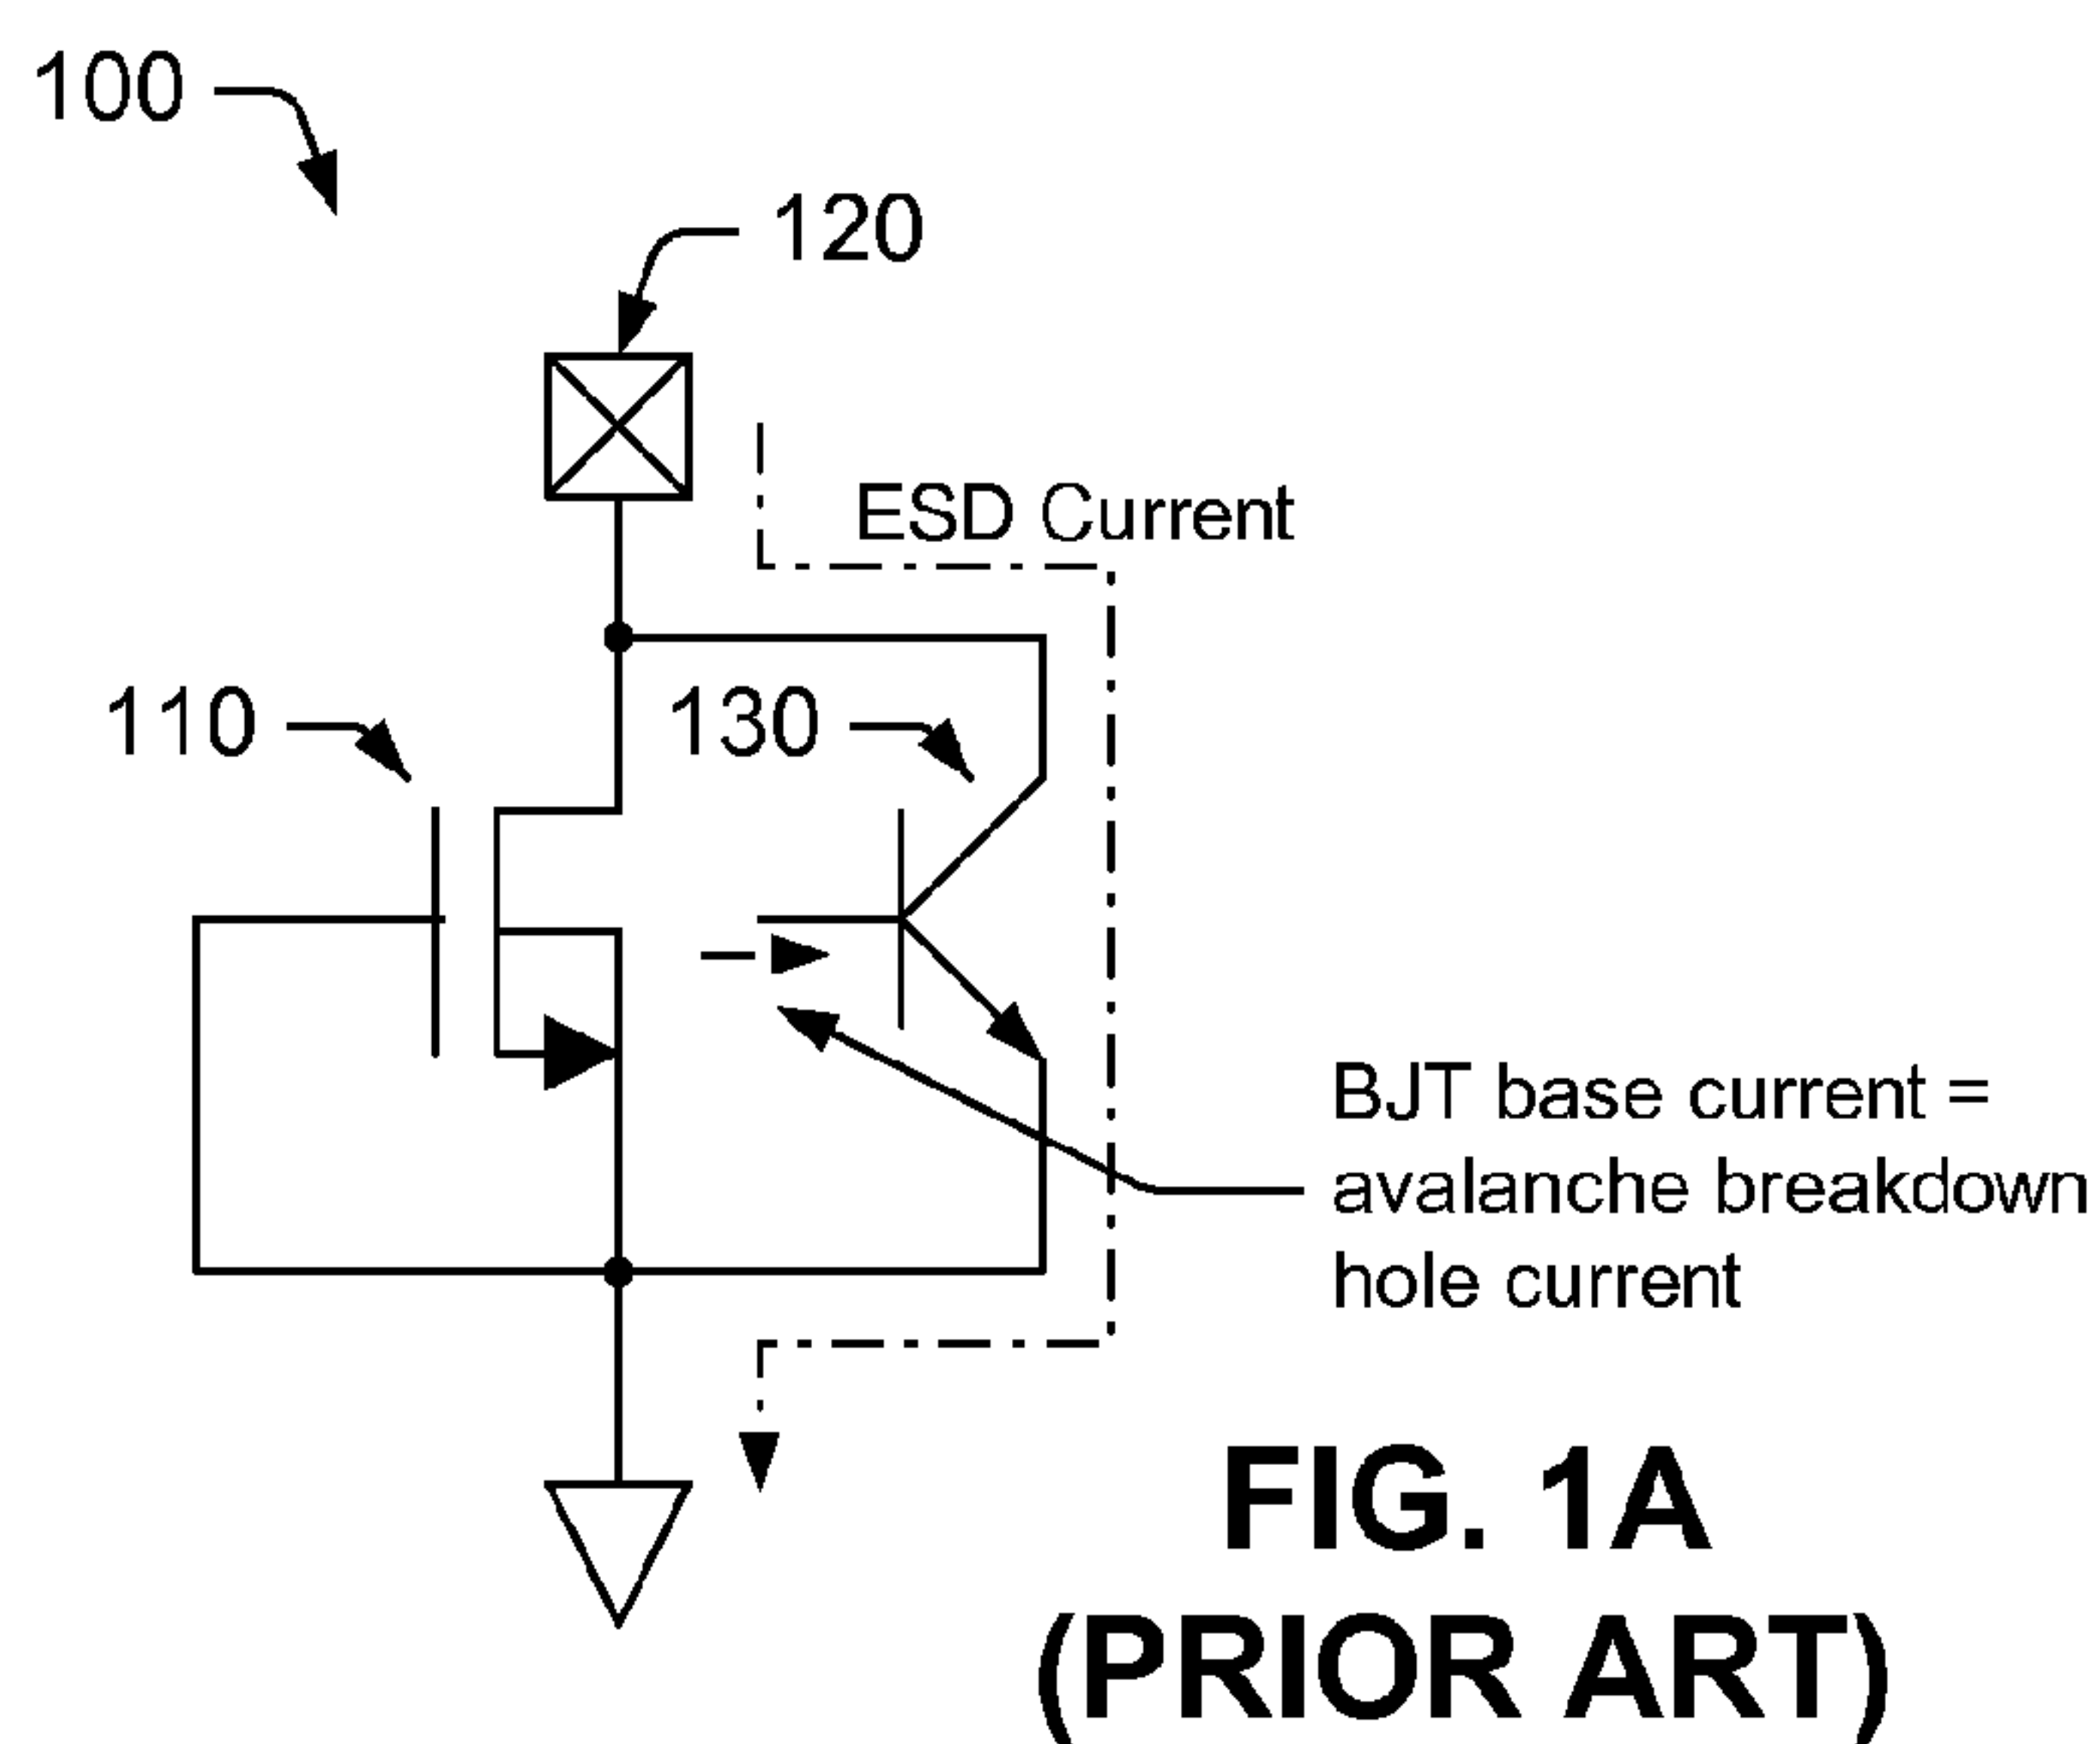 100
120
ESD Current
110
130
BJT base current =
avalanche breakdown
hole current
FIG. 1A
(PRIOR ART)